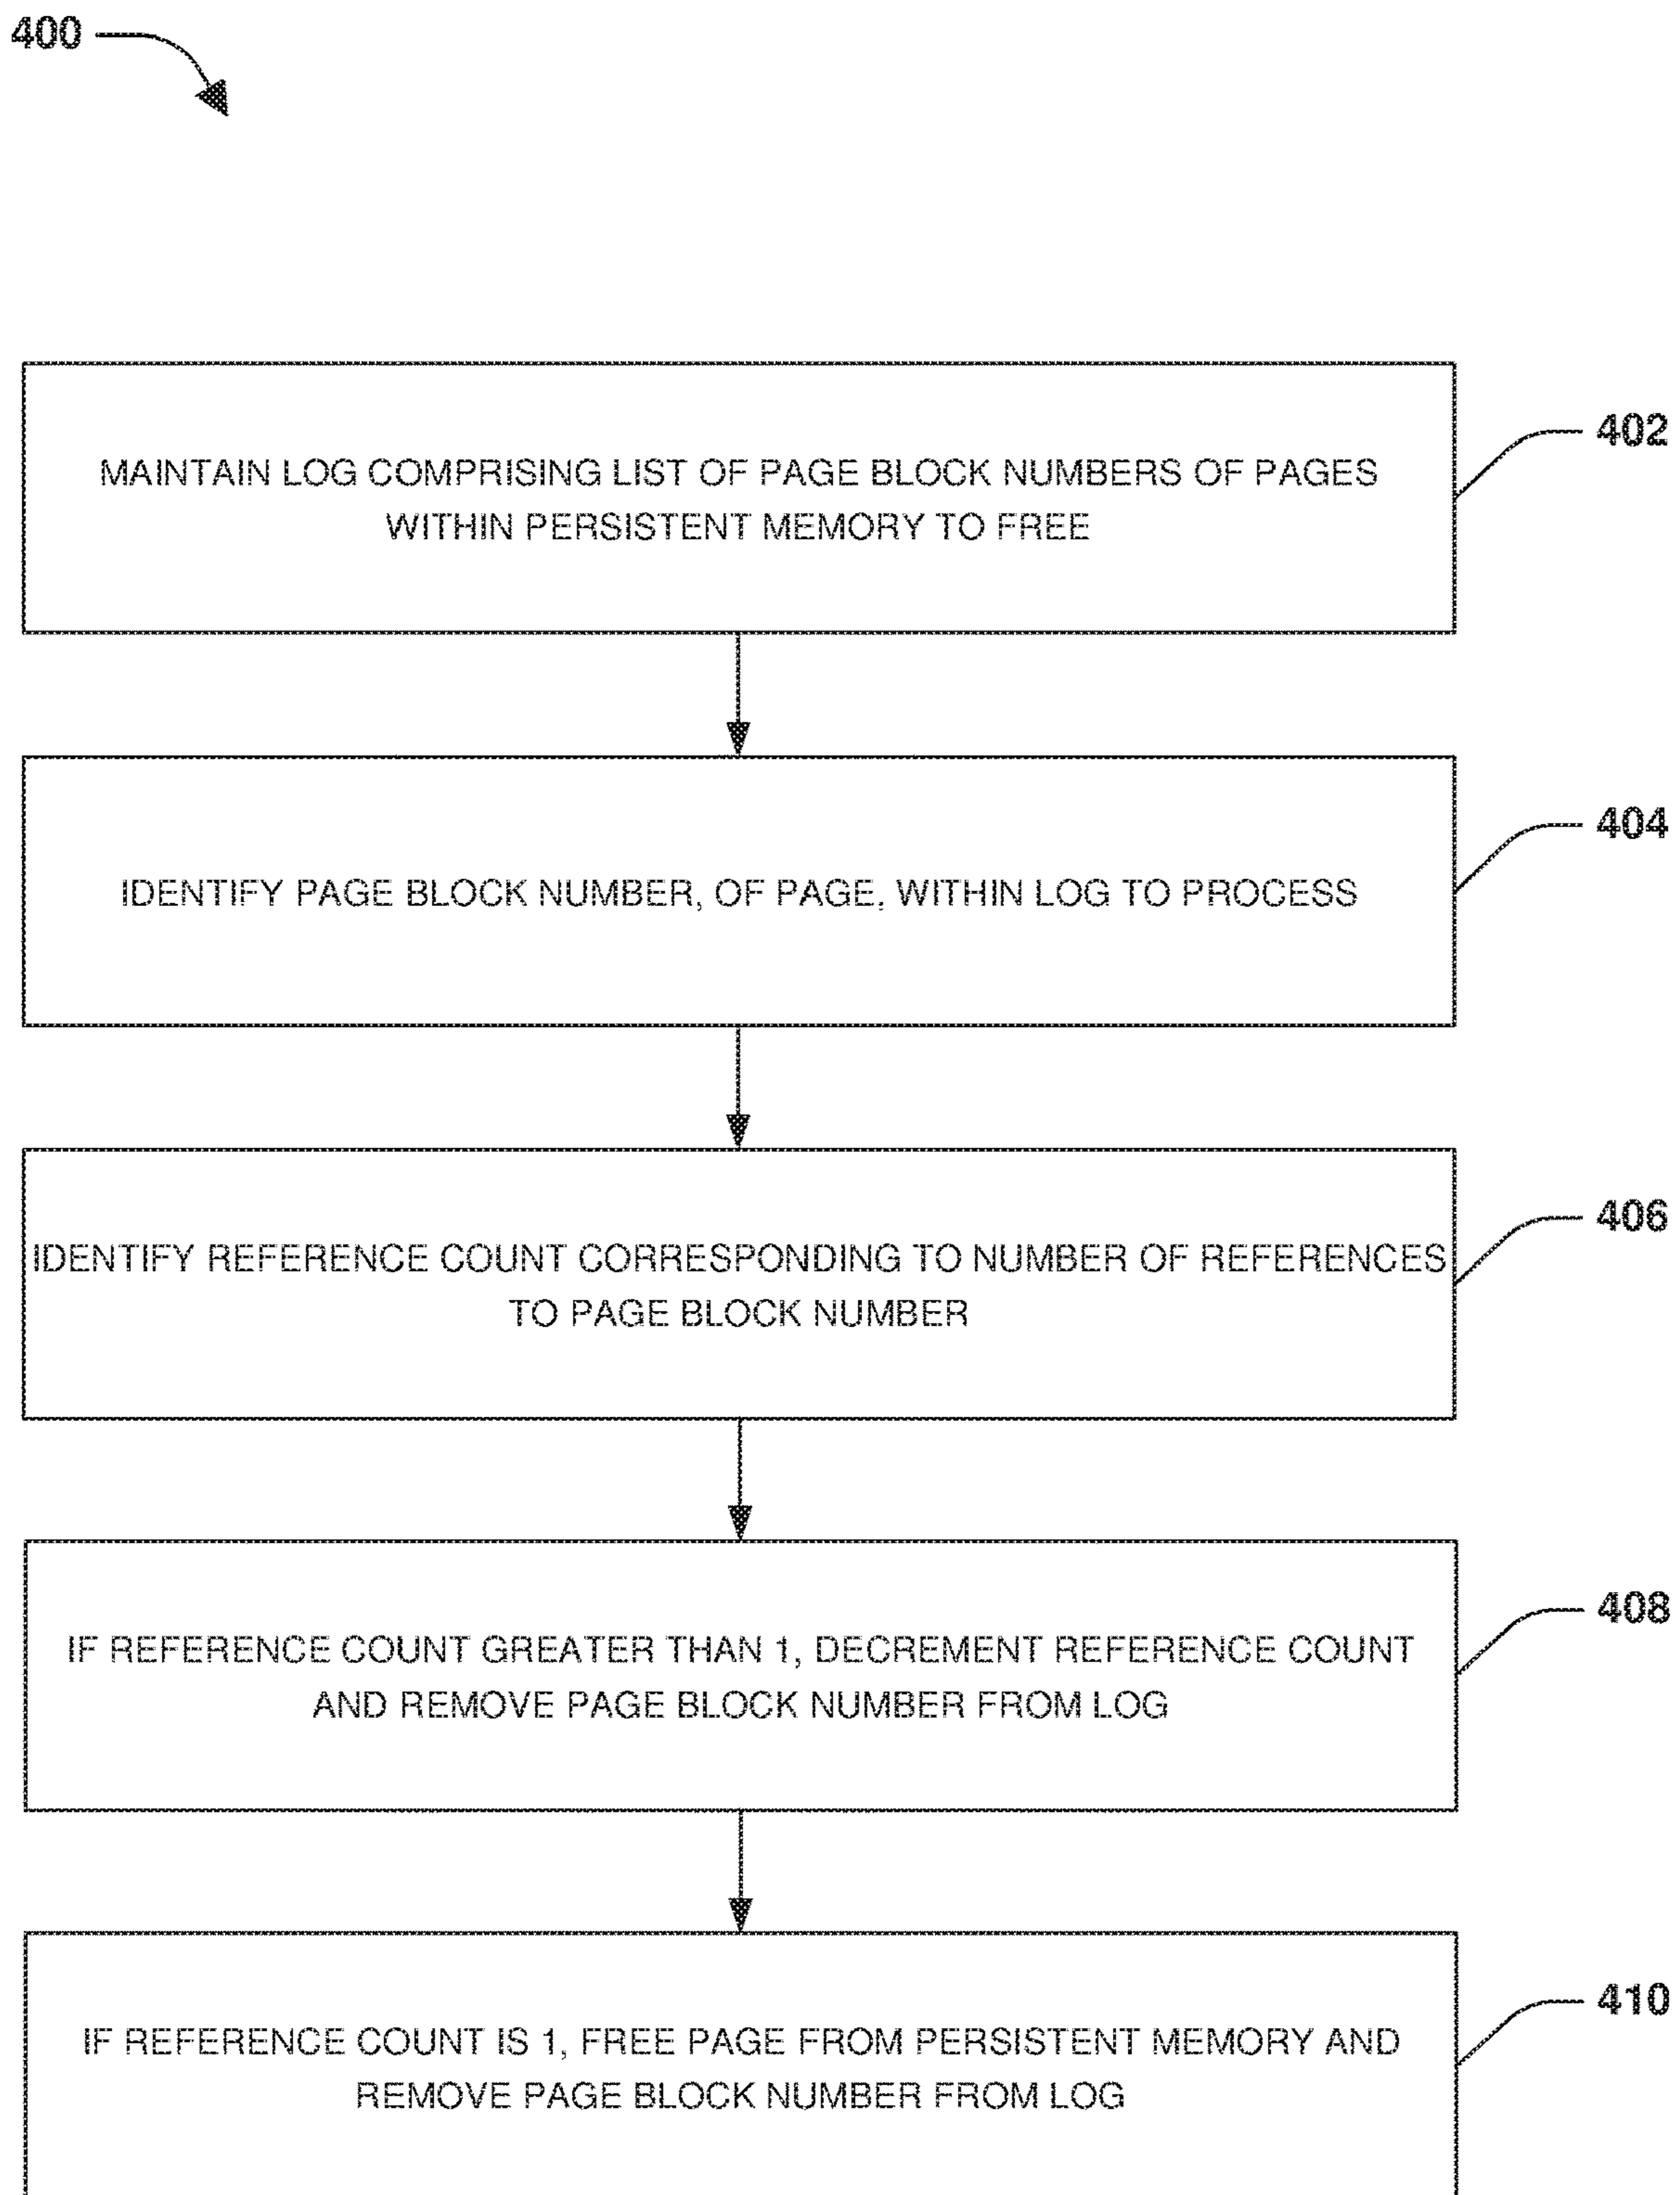 400
MAINTAIN LOG COMPRISING LIST OF PAGE BLOCK NUMBERS OF PAGES
WITHIN PERSISTENT MEMORY TO FREE
402
IDENTIFY PAGE BLOCK NUMBER, OF PAGE, WITHIN LOG TO PROCESS
404
IDENTIFY REFERENCE COUNT CORRESPONDING TO NUMBER OF REFERENCES
TO PAGE BLOCK NUMBER
406
IF REFERENCE COUNT GREATER THAN 1, DECREMENT REFERENCE COUNT
AND REMOVE PAGE BLOCK NUMBER FROM LOG
408
IF REFERENCE COUNT IS 1, FREE PAGE FROM PERSISTENT MEMORY AND
REMOVE PAGE BLOCK NUMBER FROM LOG
410